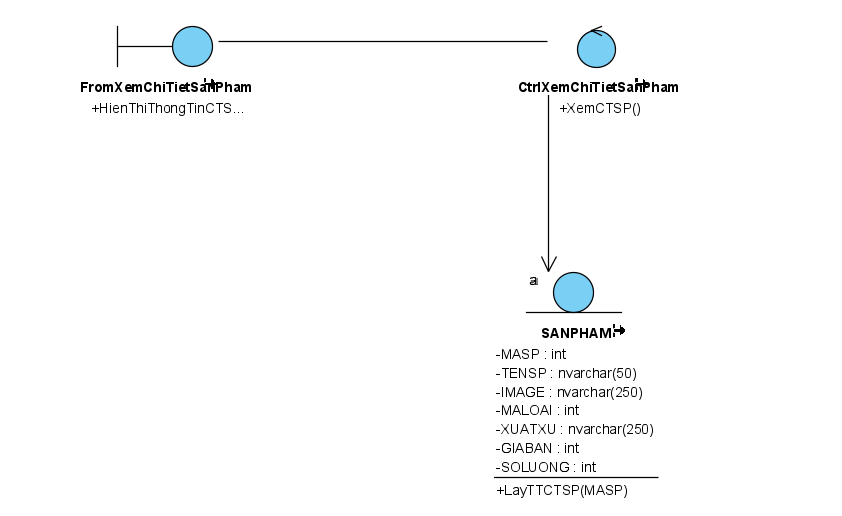 FromXemChiTietSanPham
+HienThiThongTinCTS...
CtrlXemChiTietSanPham
+XemCTSP()
a
SANPHAM
-MASP : int
-TENSP : nvarchar(50)
-IMAGE : nvarchar(250)
-MALOAI : int
-XUATXU : nvarchar(250)
-GIABAN : int
-SOLUONG : int
+LayTTCTSP(MASP)